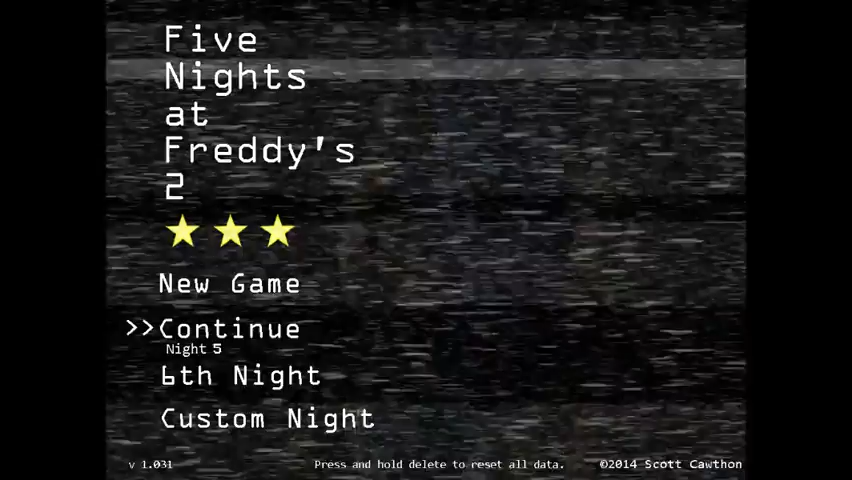 Five
Nights
at
Freddy's
2
New Game
>>Continue
Night 5
6th Night
Custom Night
v 1.031
Press and hold delete to reset all data.
©2014 Scott Cawthon